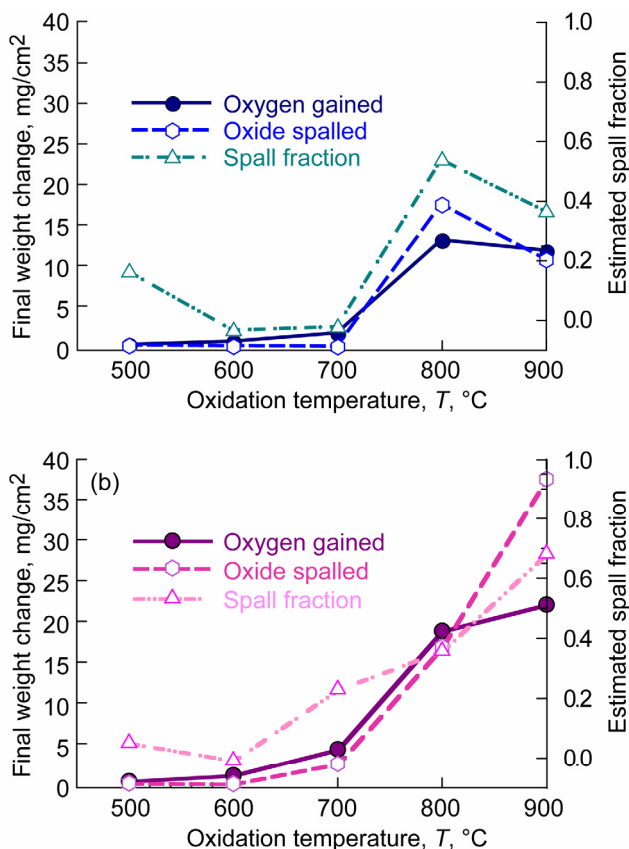 40
35
30
25
20
15
10
5
0
Final weight change, mg/cm2
1.0
0.8
0.6
0.4
0.2
0.0
Estimated spall fraction
Oxygen gained
Oxide spalled
Spall fraction
500 600 700 800 900
Oxidation temperature, T, °C
(b)
40
35
30
25
20
15
10
5
0
Final weight change, mg/cm2
1.0
0.8
0.6
0.4
0.2
0.0
Estimated spall fraction
Oxygen gained
Oxide spalled
Spall fraction
500 600 700 800 900
Oxidation temperature, T, °C